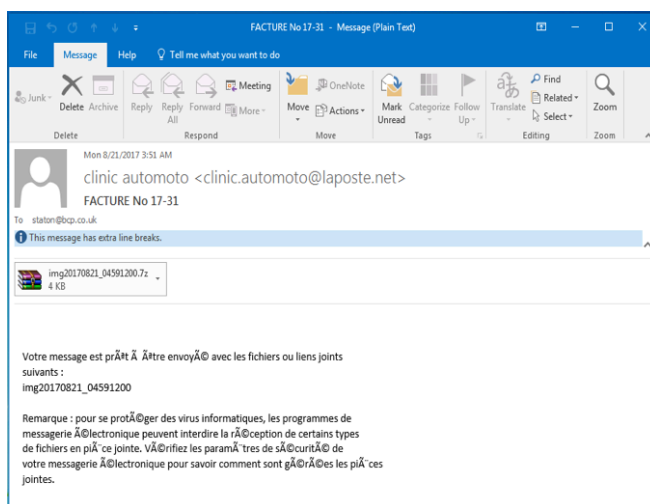 FACTURE No 17-31 - Message (Plain Text)
File Message Help Tell me what you want to do
Junk
Delete
Archive
Reply
Reply All
Forward
Meeting
More
Move
OneNote
Actions
Mark Unread
Categorize
Follow Up
Translate
Find
Related
Select
Zoom
Delete Respond Move Tags Editing Zoom
Mon 8/21/2017 3:51 AM
clinic automoto <clinic.automoto@laposte.net>
FACTURE No 17-31
To staton@bcp.co.uk
This message has extra line breaks.
img20170821_04591200.7z
4 KB
Votre message est prÃªt Ã Ãªtre envoyÃ© avec les fichiers ou liens joints
suivants :
img20170821_04591200
Remarque : pour se protÃ©ger des virus informatiques, les programmes de
messagerie Ã©lectronique peuvent interdire la rÃ©ception de certains types
de fichiers en piÃ¨ce jointe. VÃ©rifiez les paramÃ¨tres de sÃ©curitÃ© de
votre messagerie Ã©lectronique pour savoir comment sont gÃ©rÃ©es les piÃ¨ces
jointes.